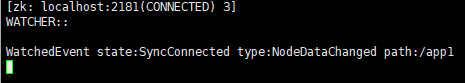 [zk: localhost:2181(CONNECTED) 3]
WATCHER::
WatchedEvent state:SyncConnected type:NodeDataChanged path:/app1